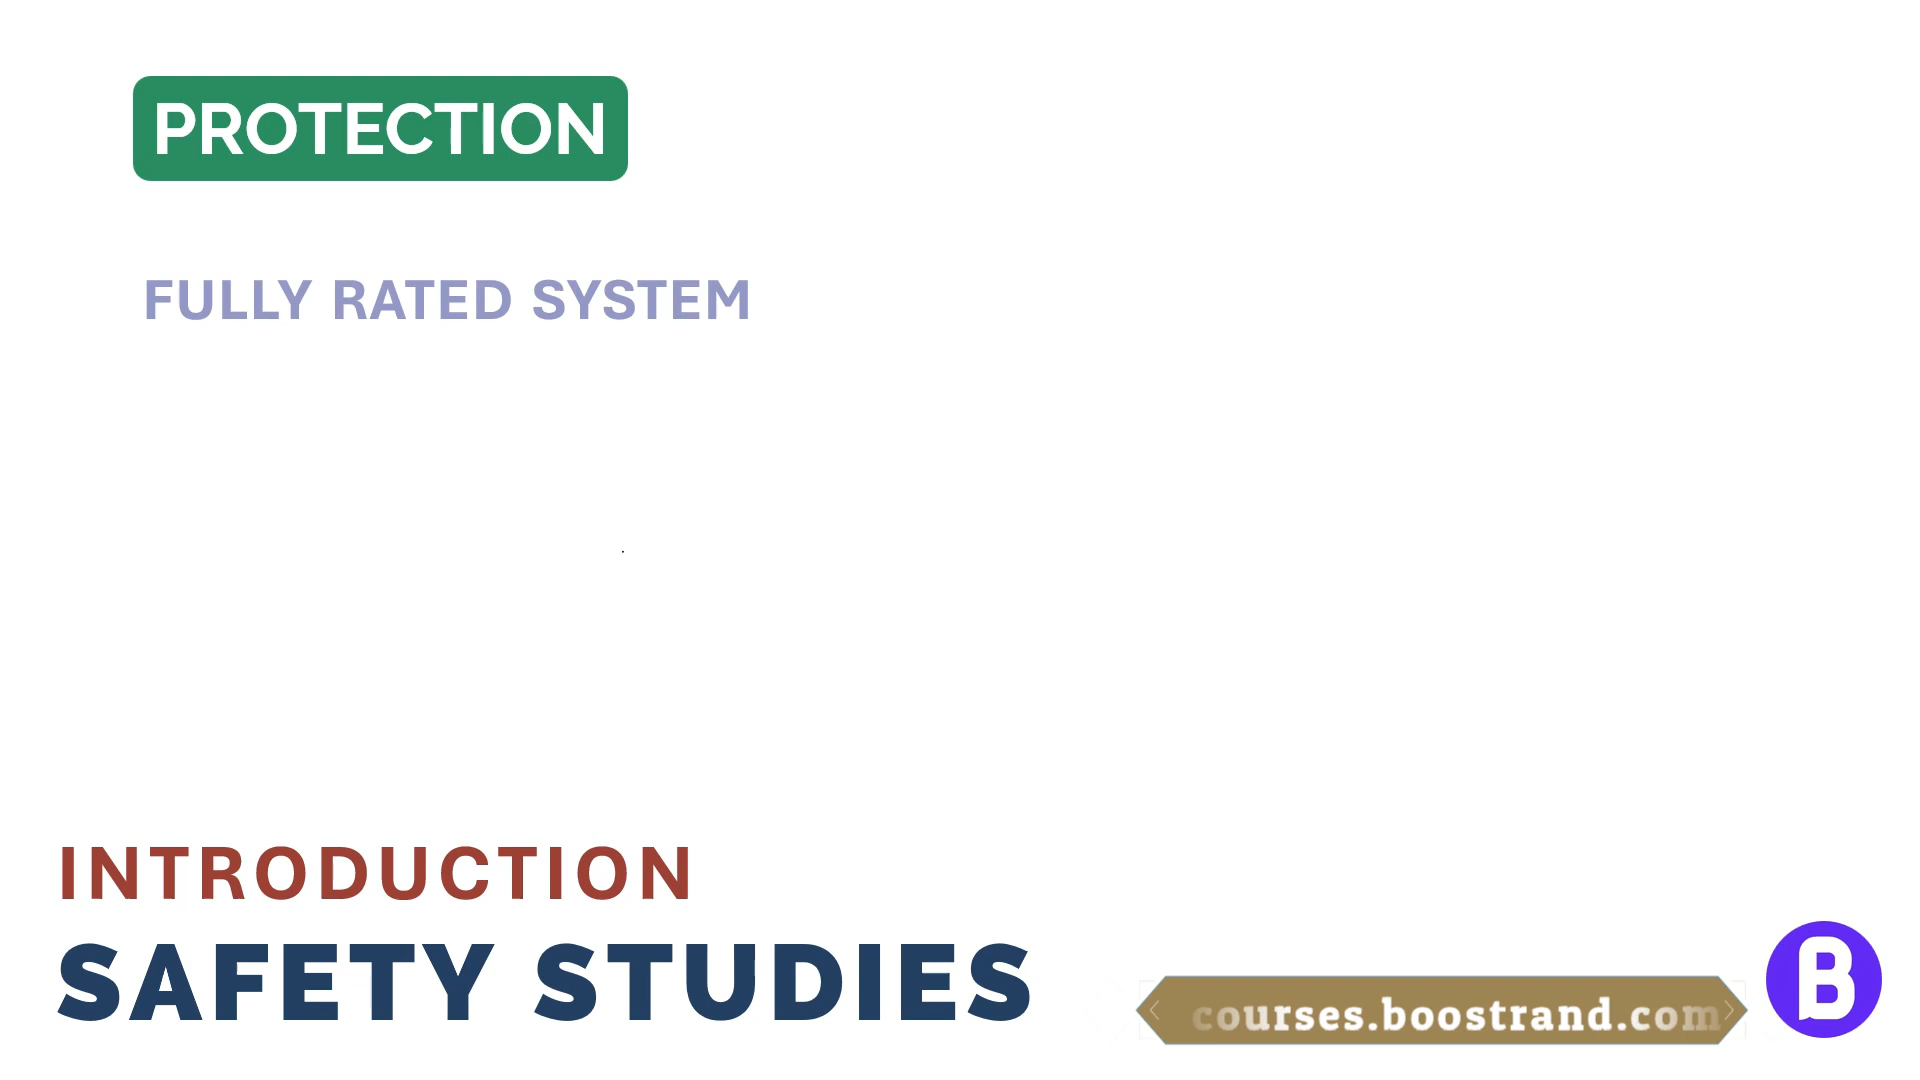 PROTECTION
FULLY RATED SYSTEM
INTRODUCTION
SAFETY STUDIES
courses.boostrand.com
B